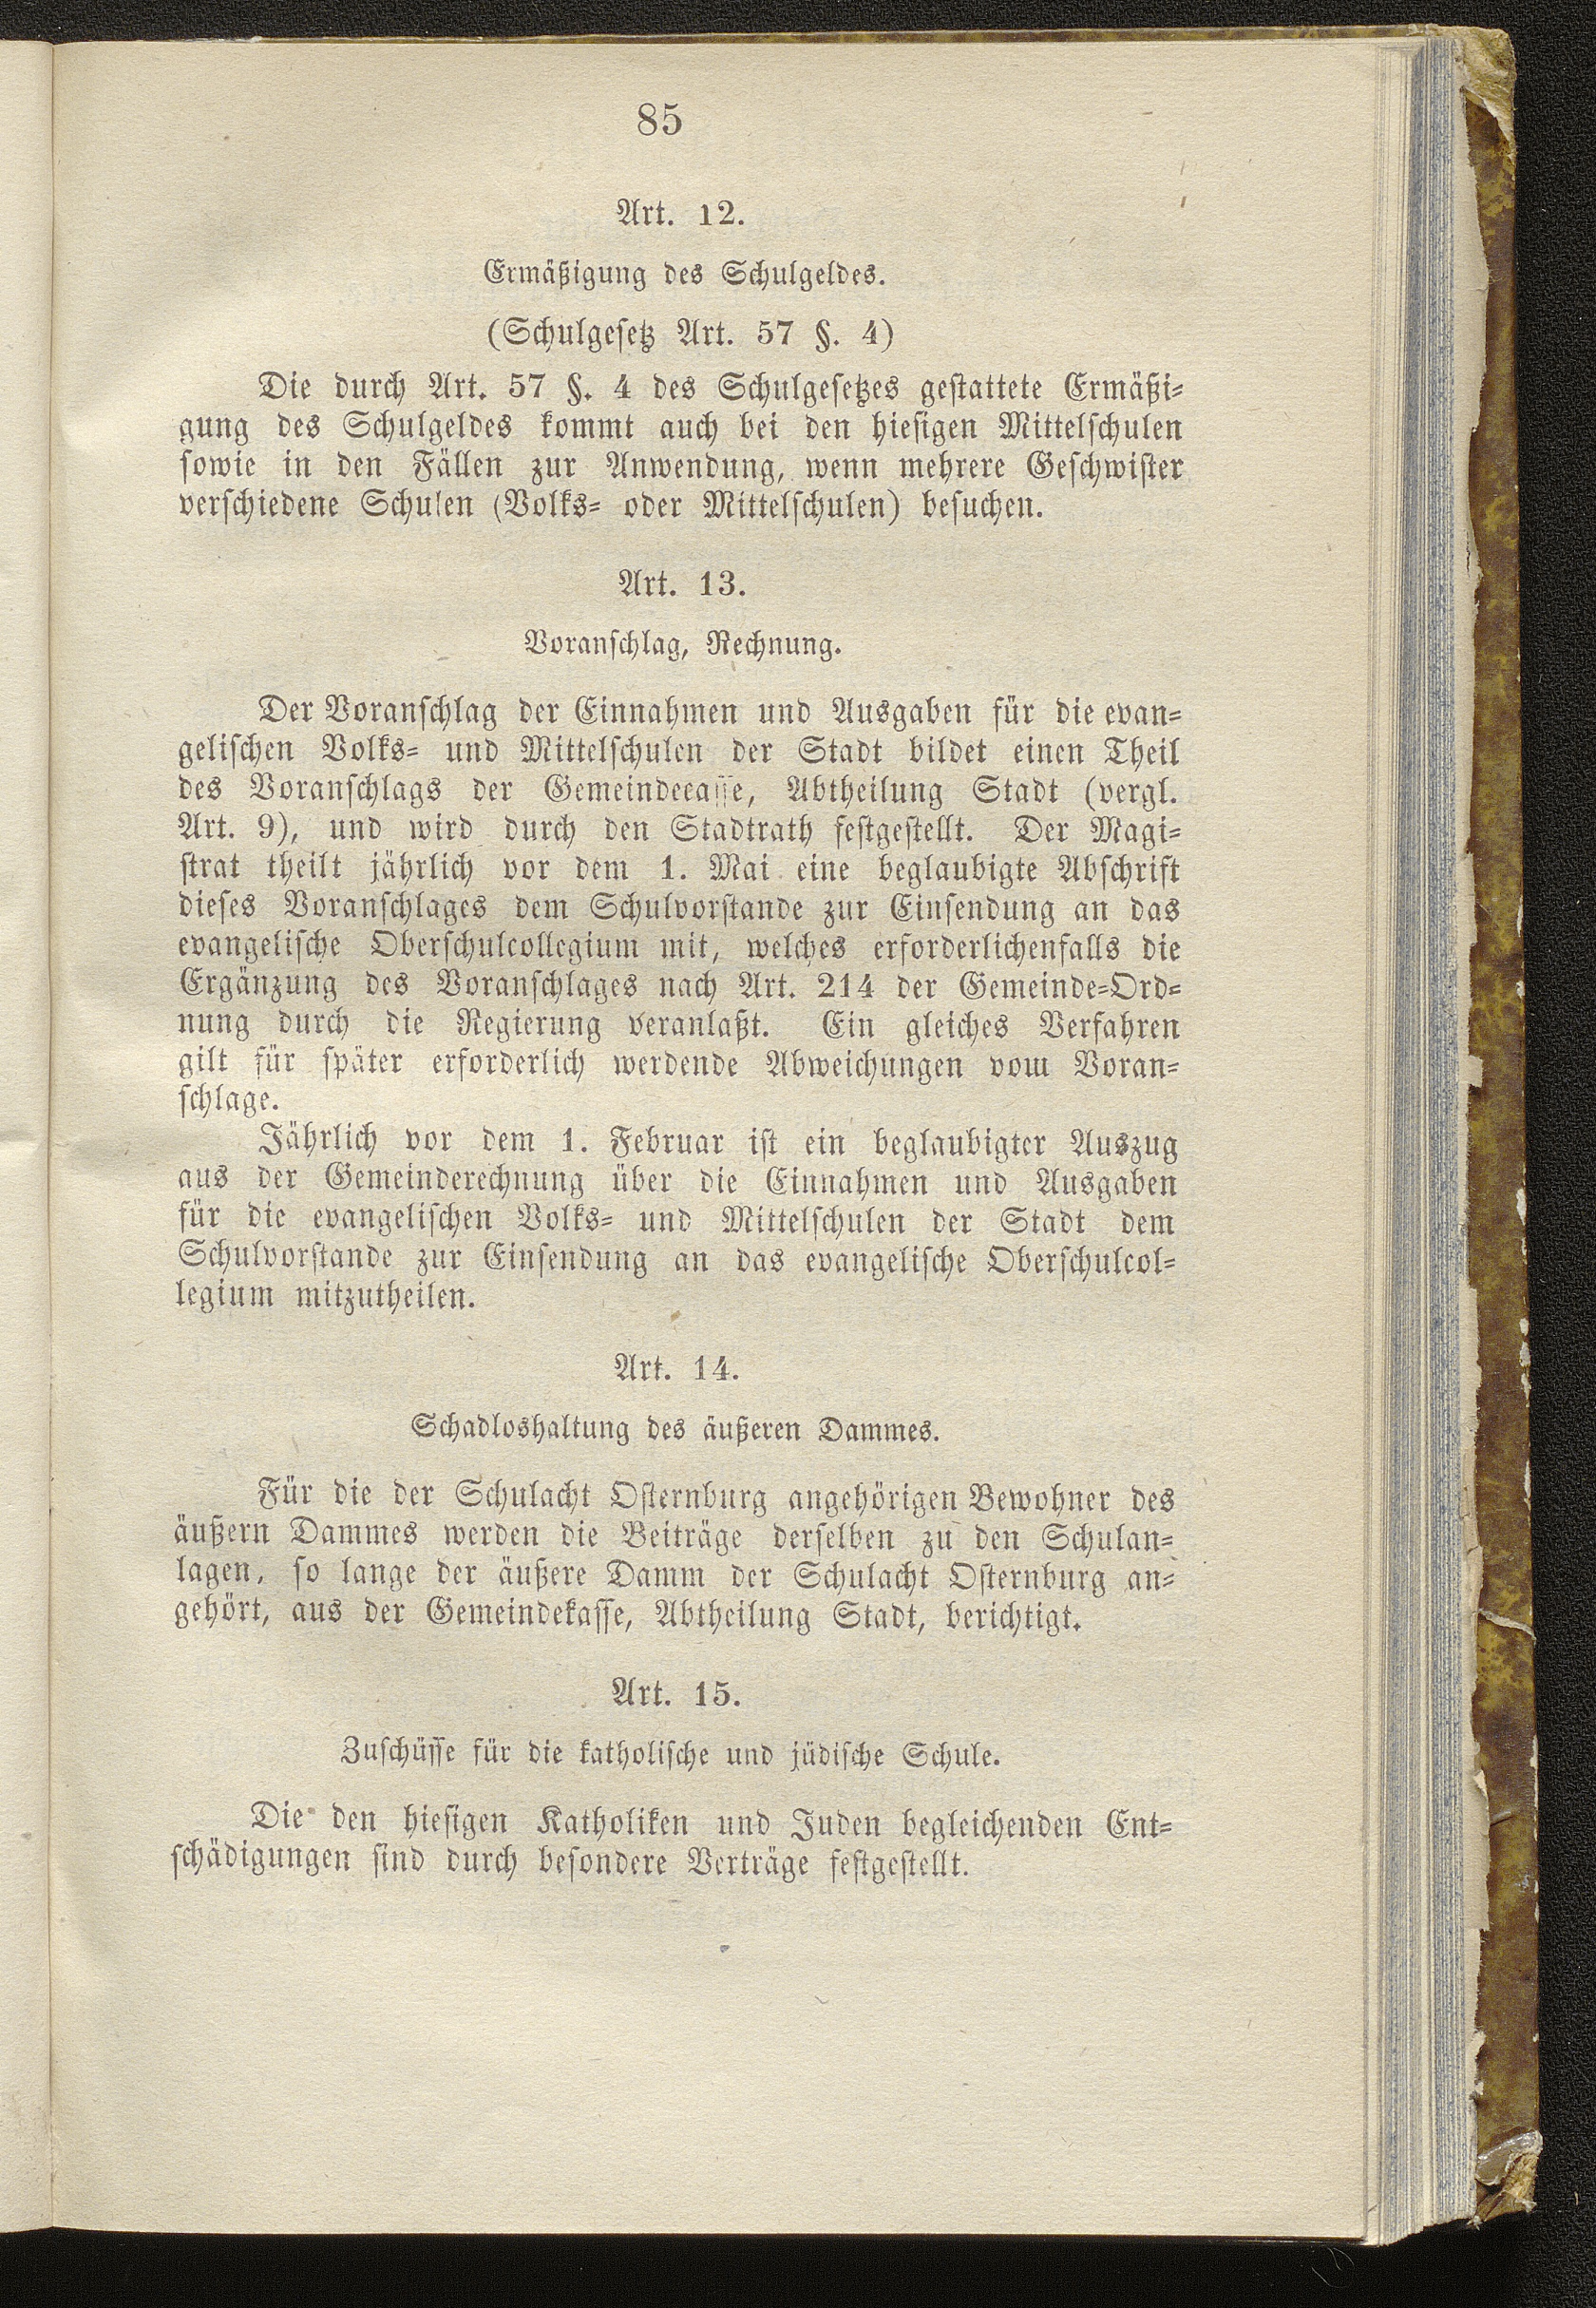 85
Art. 12.
Ermäßigung des Schulgeldes.
(Schulgesetz Art. 57 §. 4)
Die durch Art. 57 §. 4 des Schulgesetzes gestattete Ermäßi-
gung des Schulgeldes kommt auch bei den hiesigen Mittelschulen
sowie in den Fällen zur Anwendung, wenn mehrere Geschwister
verschiedene Schulen (Volks- oder Mittelschulen) besuchen.
Art. 13.
Voranschlag, Rechnung.
Der Voranschlag der Einnahmen und Ausgaben für die evan-
gelischen Volks- und Mittelschulen der Stadt bildet einen Theil
des Voranschlags der Gemeindecasse, Abtheilung Stadt (vergl.
Art. 9), und wird durch den Stadtrath festgestellt. Der Magi-
strat theilt jährlich vor dem 1. Mai eine beglaubigte Abschrift
dieses Voranschlages dem Schulvorstande zur Einsendung an das
evangelische Oberschulcollegium mit, welches erforderlichenfalls die
Ergänzung des Voranschlages nach Art. 214 der Gemeinde-Ord-
nung durch die Regierung veranlaßt. Ein gleiches Verfahren
gilt für später erforderlich werdende Abweichungen vom Voran-
schlage.
Jährlich vor dem 1. Februar ist ein beglaubigter Auszug
aus der Gemeinderechnung über die Einnahmen und Ausgaben
für die evangelischen Volks- und Mittelschulen der Stadt dem
Schulvorstande zur Einsendung an das evangelische Oberschulcol-
legium mitzutheilen.
Art. 14.
Schadloshaltung des äußeren Dammes.
Für die der Schulacht Osternburg angehörigen Bewohner des
äußern Dammes werden die Beiträge derselben zu den Schulan-
lagen, so lange der äußere Damm der Schulacht Osternburg an-
gehört, aus der Gemeindekasse, Abtheilung Stadt, berichtigt.
Art. 15.
Zuschüsse für die katholische und jüdische Schule.
Die den hiesigen Katholiken und Juden begleichenden Ent-
schädigungen sind durch besondere Verträge festgestellt.